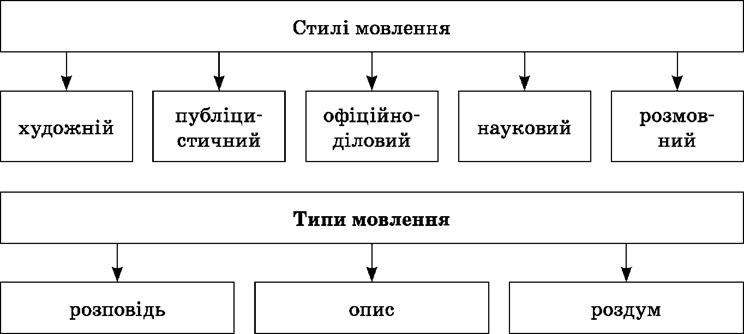 Стилі мовлення
художній
публіци-
стичний
офіційно-
діловий
науковий
розмов-
ний
Типи мовлення
розповідь
опис
роздум